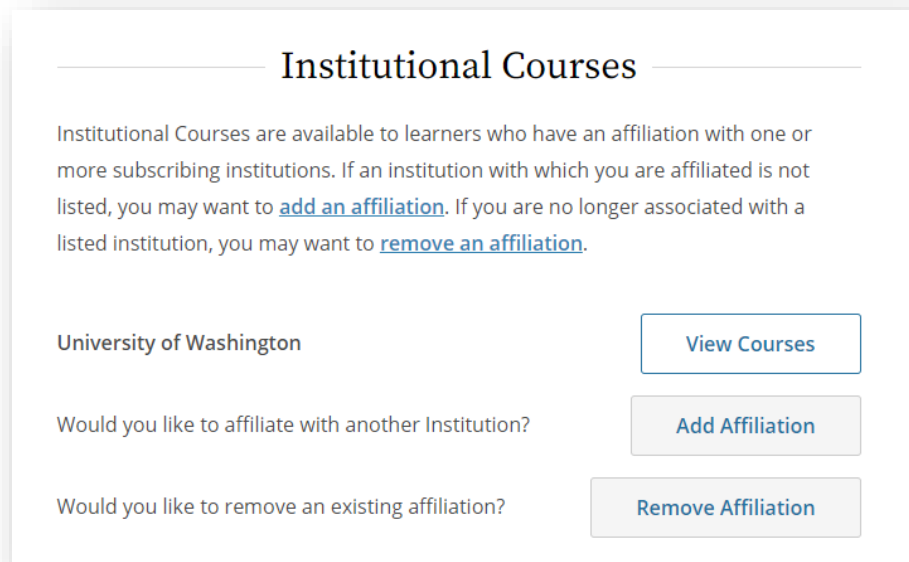 Institutional Courses
Institutional Courses are available to learners who have an affiliation with one or
more subscribing institutions. If an institution with which you are affiliated is not
listed, you may want to add an affiliation. If you are no longer associated with a
listed institution, you may want to remove an affiliation.
University of Washington
View Courses
Would you like to affiliate with another Institution?
Add Affiliation
Would you like to remove an existing affiliation?
Remove Affiliation